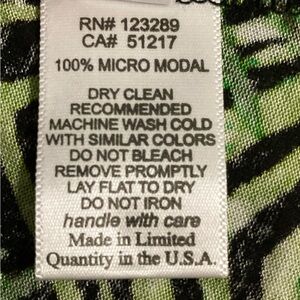 RN# 123289
CA# 51217
100% MICRO MODAL
DRY CLEAN
RECOMMENDED
MACHINE WASH COLD
WITH SIMILAR COLORS
DO NOT BLEACH
REMOVE PROMPTLY
LAY FLAT TO DRY
DO NOT IRON
handle with care
Made in Limited
Quantity in the U.S.A.